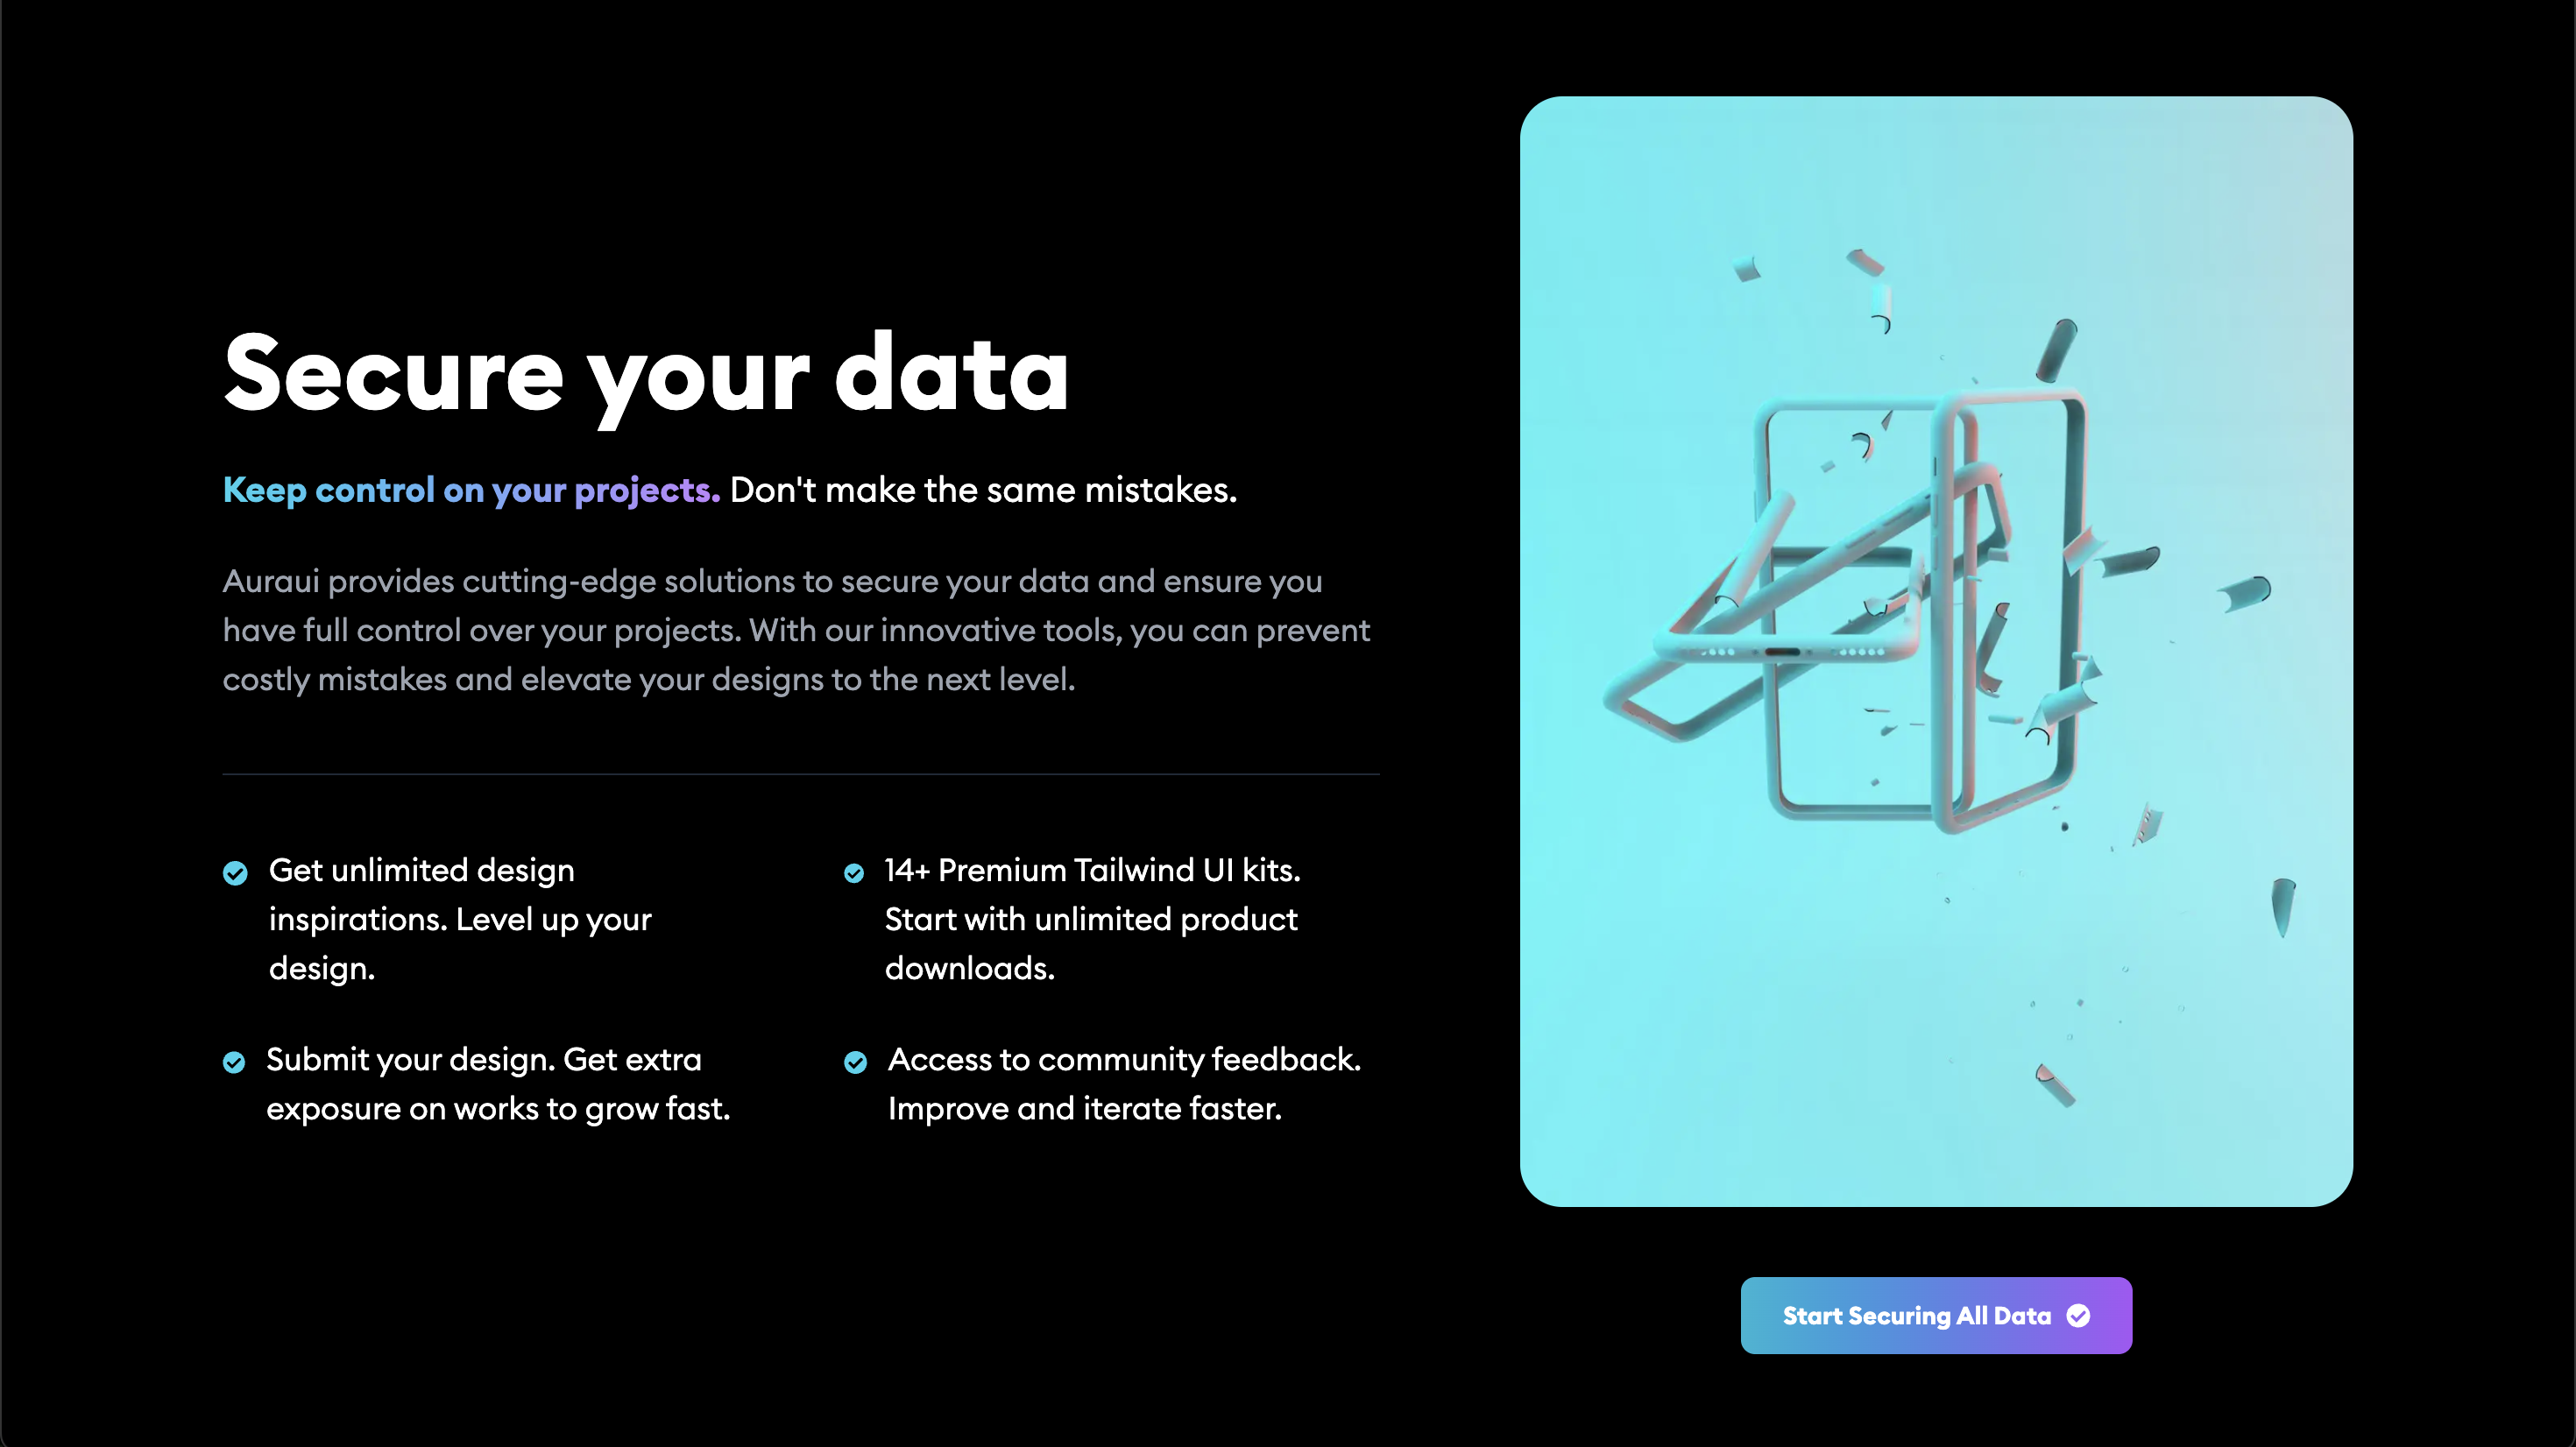 Secure your data
Keep control on your projects. Don't make the same mistakes.
Auraui provides cutting-edge solutions to secure your data and ensure you
have full control over your projects. With our innovative tools, you can prevent
costly mistakes and elevate your designs to the next level.
Get unlimited design
inspirations. Level up your
design.
14+ Premium Tailwind UI kits.
Start with unlimited product
downloads.
Submit your design. Get extra
exposure on works to grow fast.
Access to community feedback.
Improve and iterate faster.
Start Securing All Data